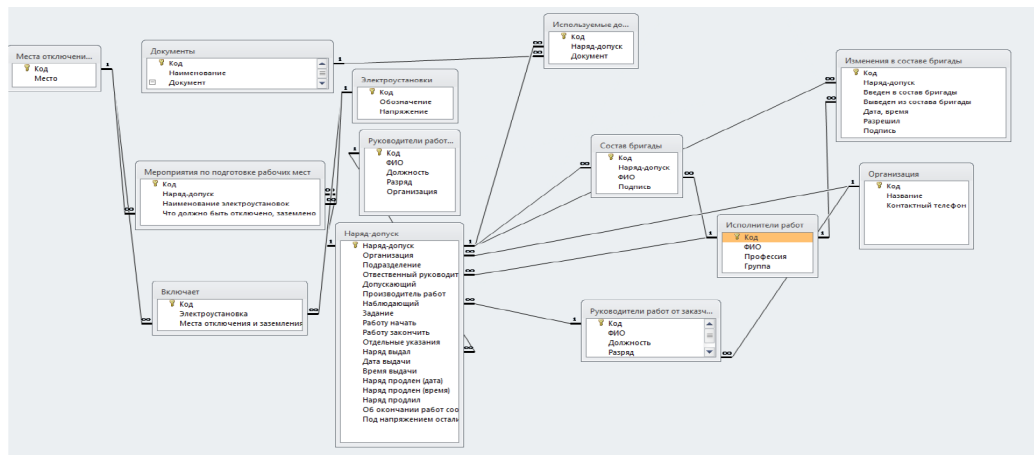 Места отключени...
Код
Место
Документы
Код
Наименование
Документ
Используемые до...
Код
Наряд-допуск
Документ
Электроустановки
Код
Обозначение
Напряжение
Изменения в составе бригады
Код
Наряд-допуск
Введен в состав бригады
Выведен из состава бригады
Дата, время
Разрешил
Подпись
Руководители работ...
Код
ФИО
Должность
Разряд
Организация
Состав бригады
Код
Наряд-допуск
ФИО
Подпись
Мероприятия по подготовке рабочих мест
Код
Наряд-допуск
Наименование электроустановок
Что должно быть отключено, заземлено
Организация
Код
Название
Контактный телефон
Исполнители работ
Код
ФИО
Профессия
Группа
Наряд-допуск
Наряд-допуск
Организация
Подразделение
Отвественный руководит
Допускающий
Производитель работ
Наблюдающий
Задание
Работу начать
Работу закончить
Отдельные указания
Наряд выдал
Дата выдачи
Время выдачи
Наряд продлен (дата)
Наряд продлен (время)
Наряд продлил
Об окончании работ соо
Под напряжением остали
Включает
Код
Электроустановка
Места отключения и заземления
Руководители работ от заказч...
Код
ФИО
Должность
Разряд